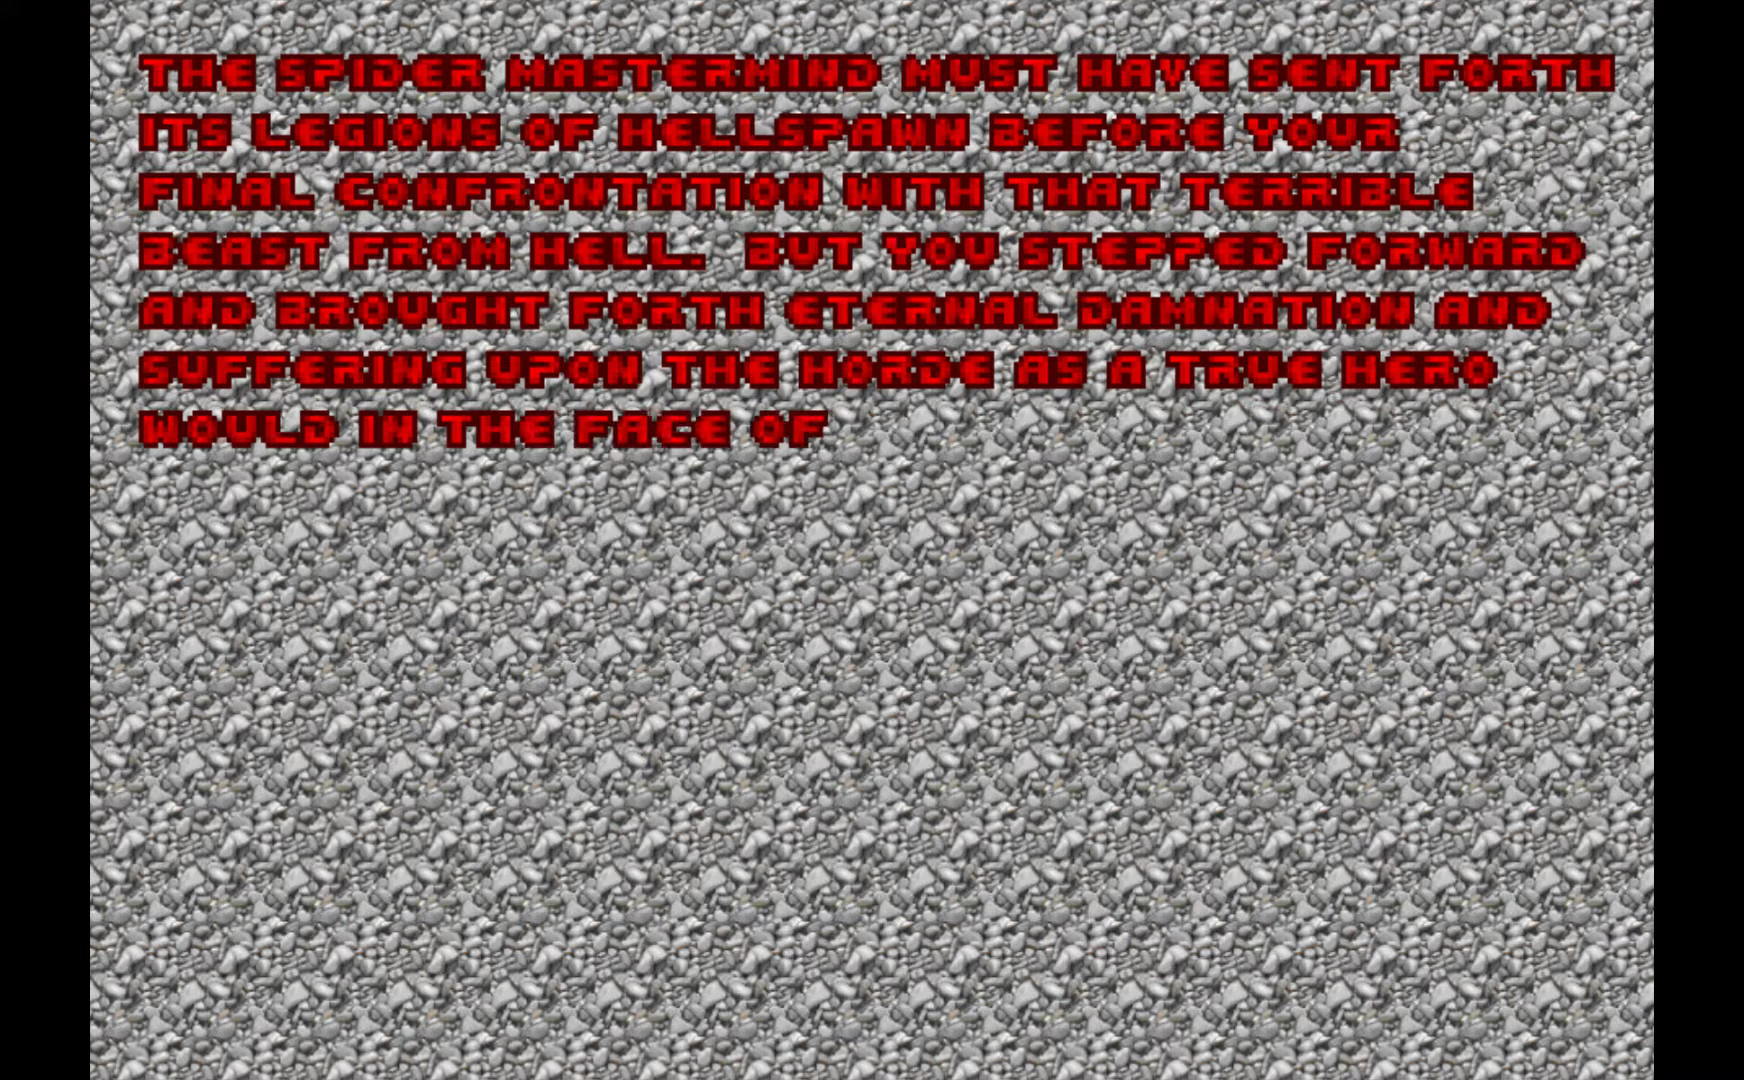 THE SPIDER MASTERMIND MUST HAVE SENT FORTH
ITS LEGIONS OF HELLSPAWN BEFORE YOUR
FINAL CONFRONTATION WITH THAT TERRIBLE
BEAST FROM HELL.  BUT YOU STEPPED FORWARD
AND BROUGHT FORTH ETERNAL DAMNATION AND
SUFFERING UPON THE HORDE AS A TRUE HERO
WOULD IN THE FACE OF